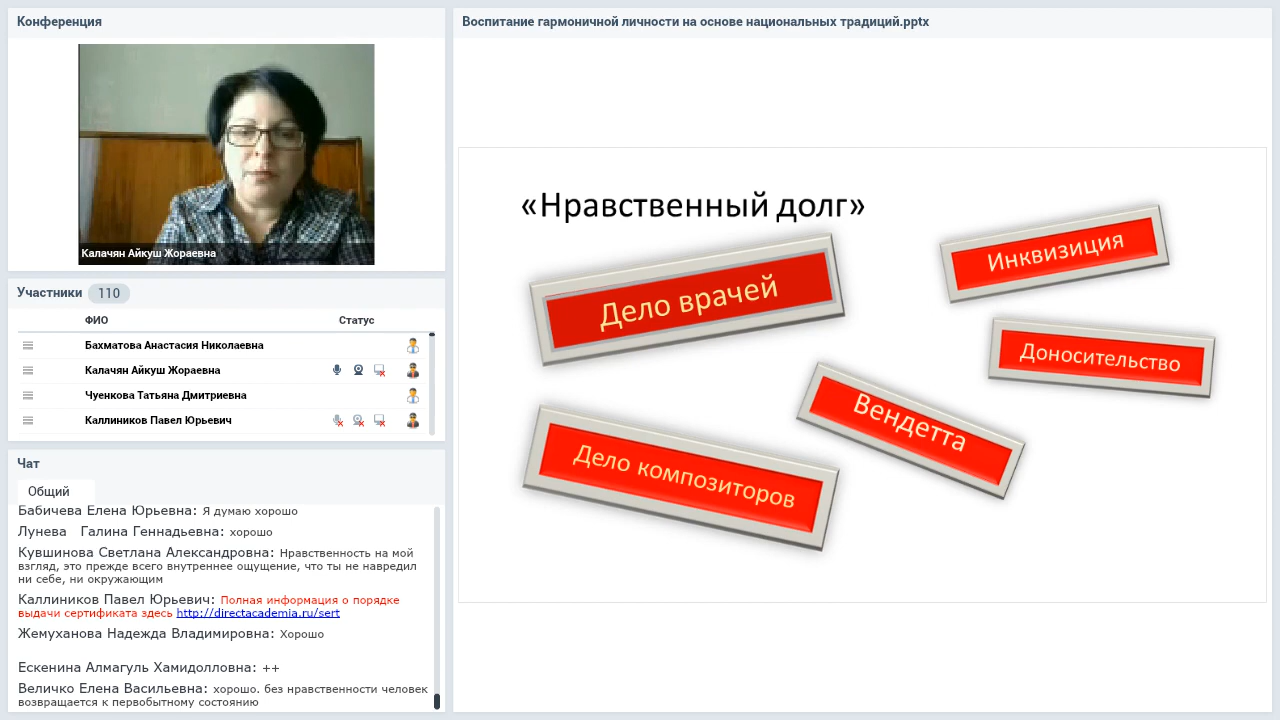 Конференция
Калачян Айкуш Жораевна
Участники 110
ФИО Статус
Бахматова Анастасия Николаевна
Калачян Айкуш Жораевна
Чуенкова Татьяна Дмитриевна
Каллиников Павел Юрьевич
Чат
Общий
Бабичева Елена Юрьевна: Я думаю хорошо
Лунева Галина Геннадьевна: хорошо
Кувшинова Светлана Александровна: Нравственность на мой
взгляд, это прежде всего внутреннее ощущение, что ты не навредил
ни себе, ни окружающим
Каллиников Павел Юрьевич: Полная информация о порядке
выдачи сертификата здесь http://directacademia.ru/sert
Жемуханова Надежда Владимировна: Хорошо
Ескенина Алмагуль Хамидолловна: ++
Величко Елена Васильевна: хорошо. без нравственности человек
возвращается к первобытному состоянию
Воспитание гармоничной личности на основе национальных традиций.pptx
«Нравственный долг»
Дело врачей
Инквизиция
Доносительство
Вендетта
Дело композиторов